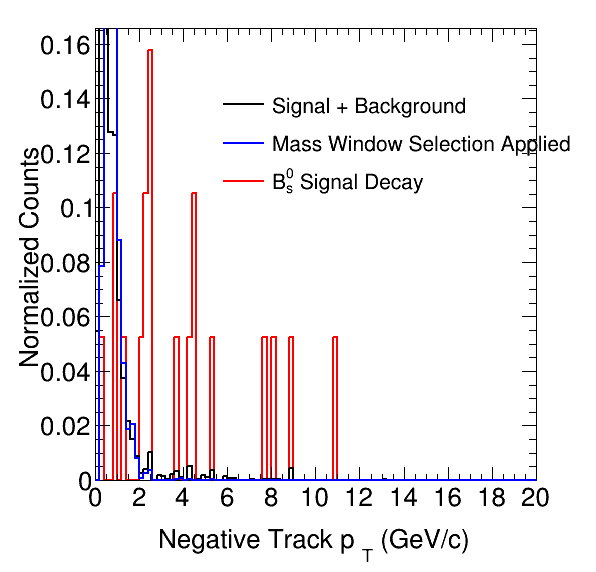 Normalized Counts
0.16
0.14
0.12
0.1
0.08
0.06
0.04
0.02
0
Signal + Background
Mass Window Selection Applied
B⁰ₛ Signal Decay
0 2 4 6 8 10 12 14 16 18 20
Negative Track p_T (GeV/c)